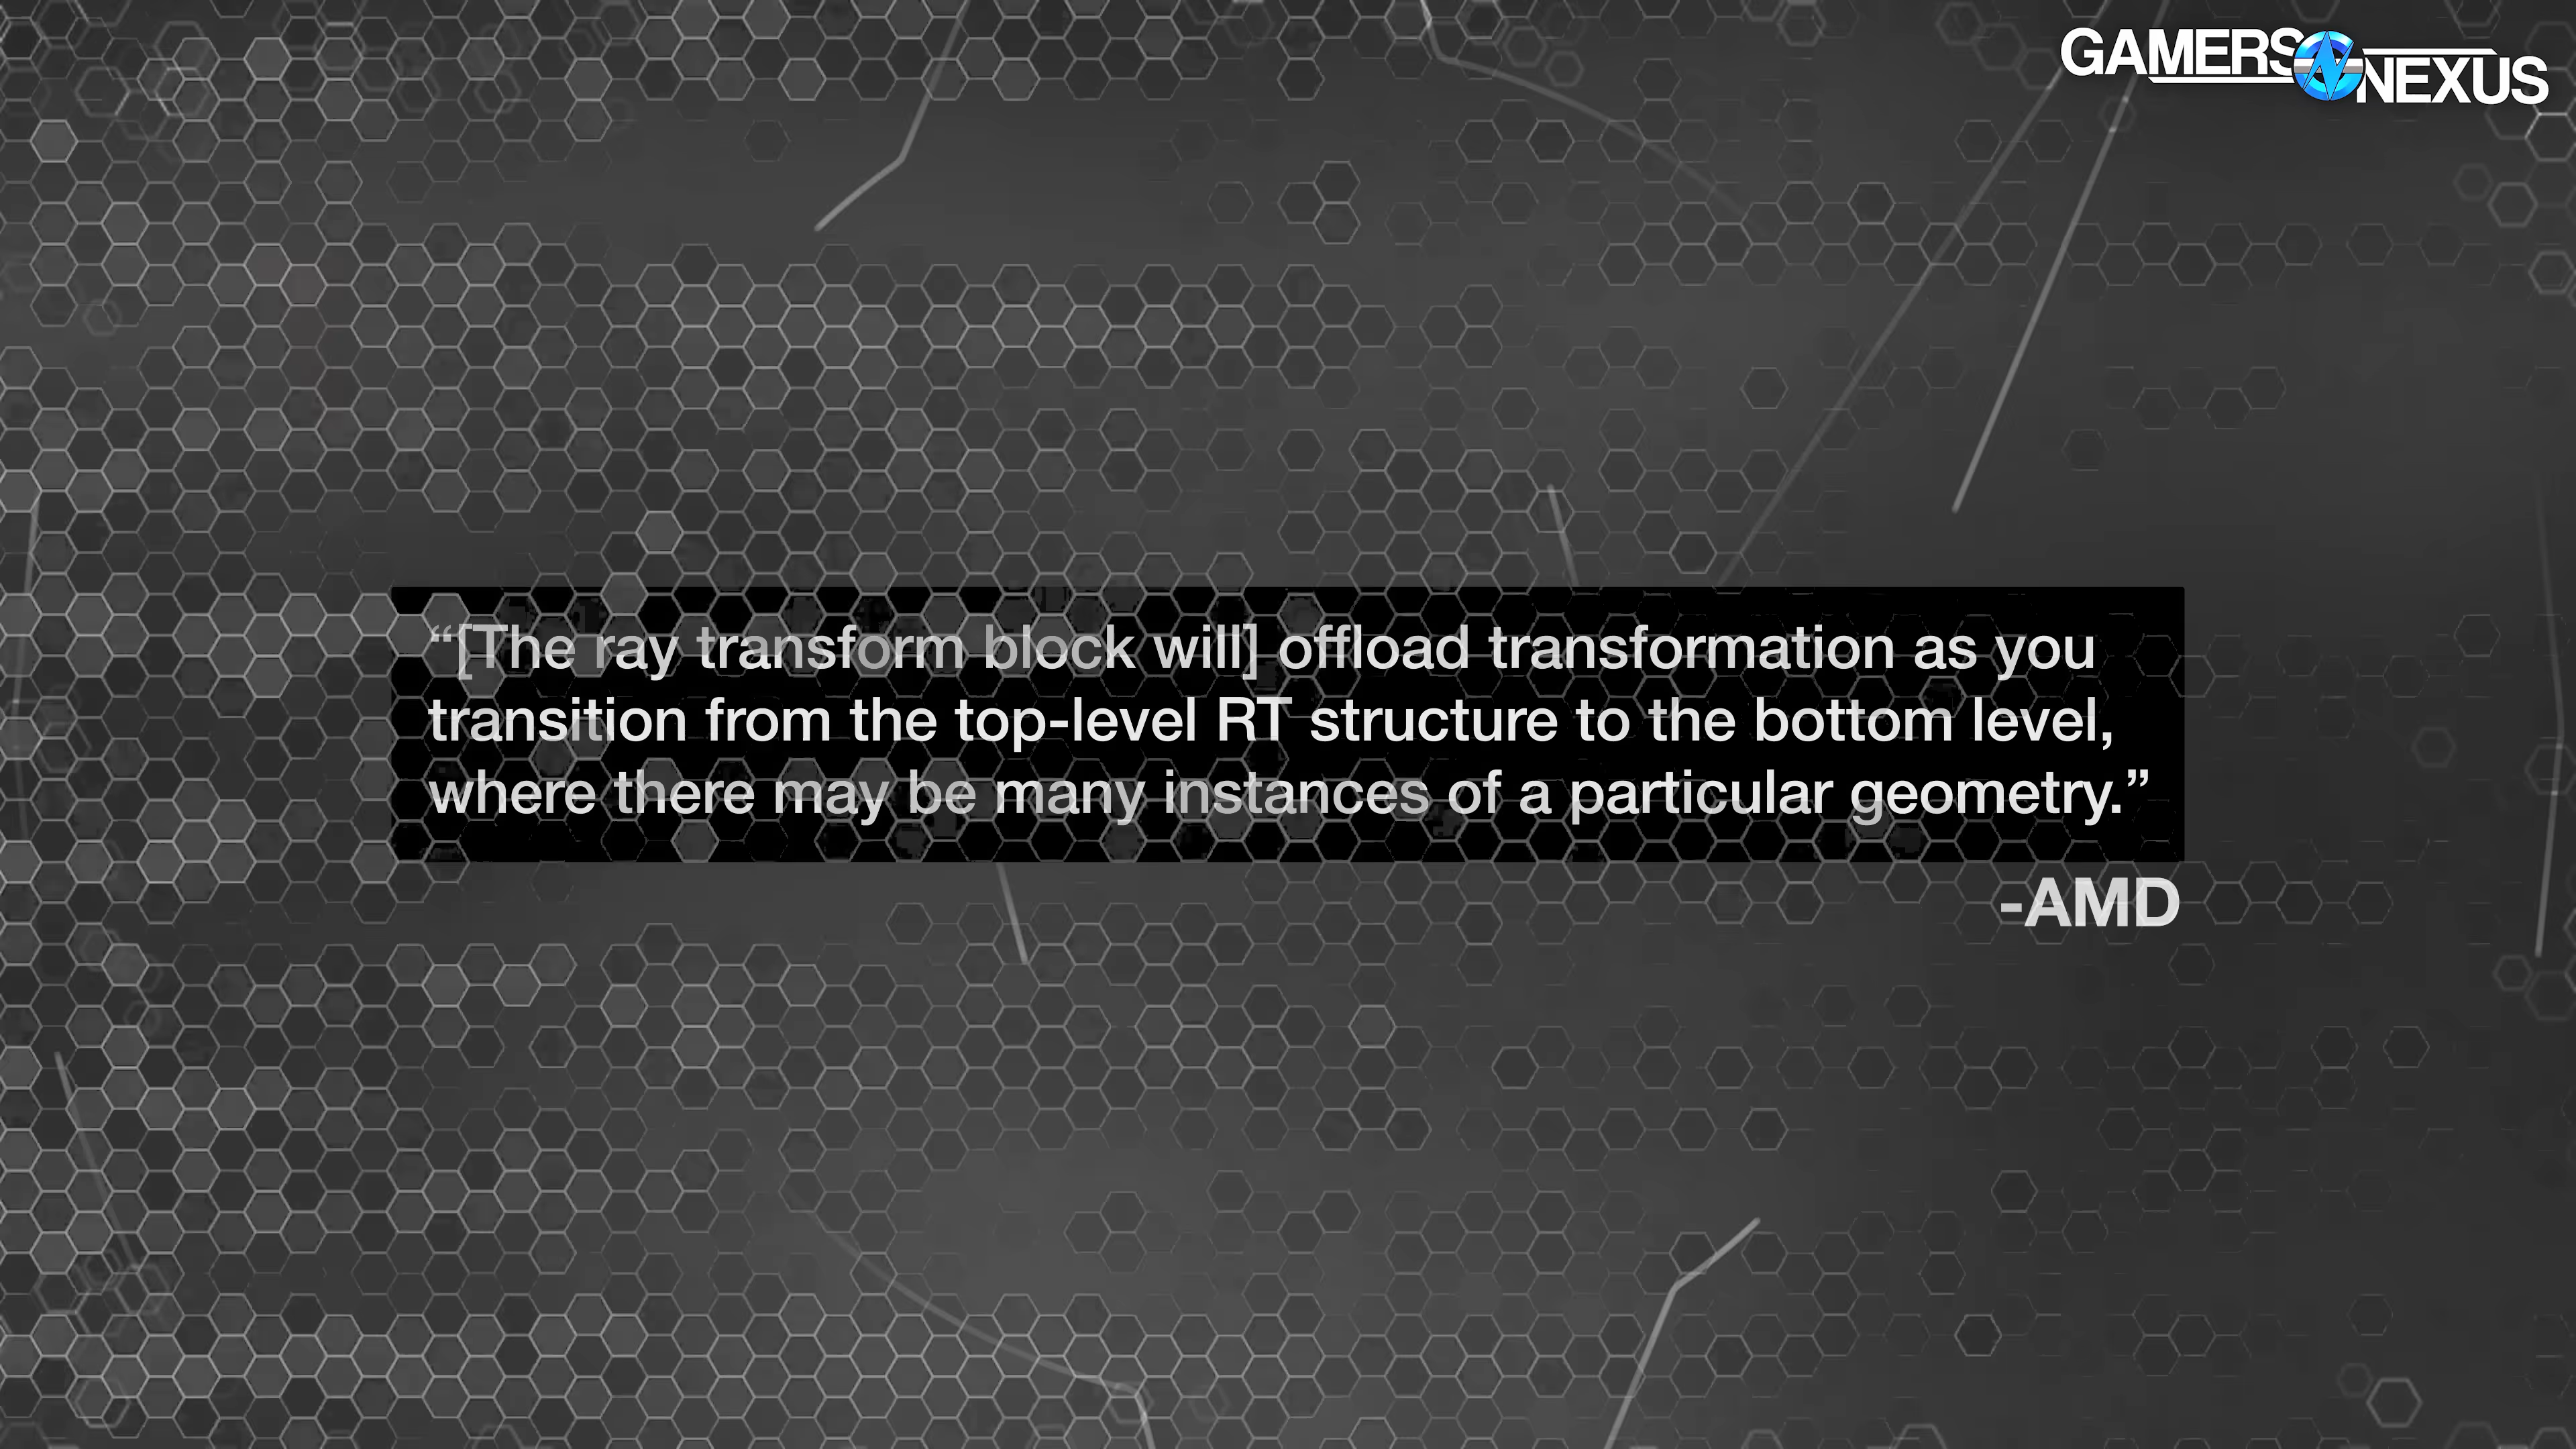 GAMERS NEXUS
“[The ray transform block will] offload transformation as you
transition from the top-level RT structure to the bottom level,
where there may be many instances of a particular geometry.”
-AMD